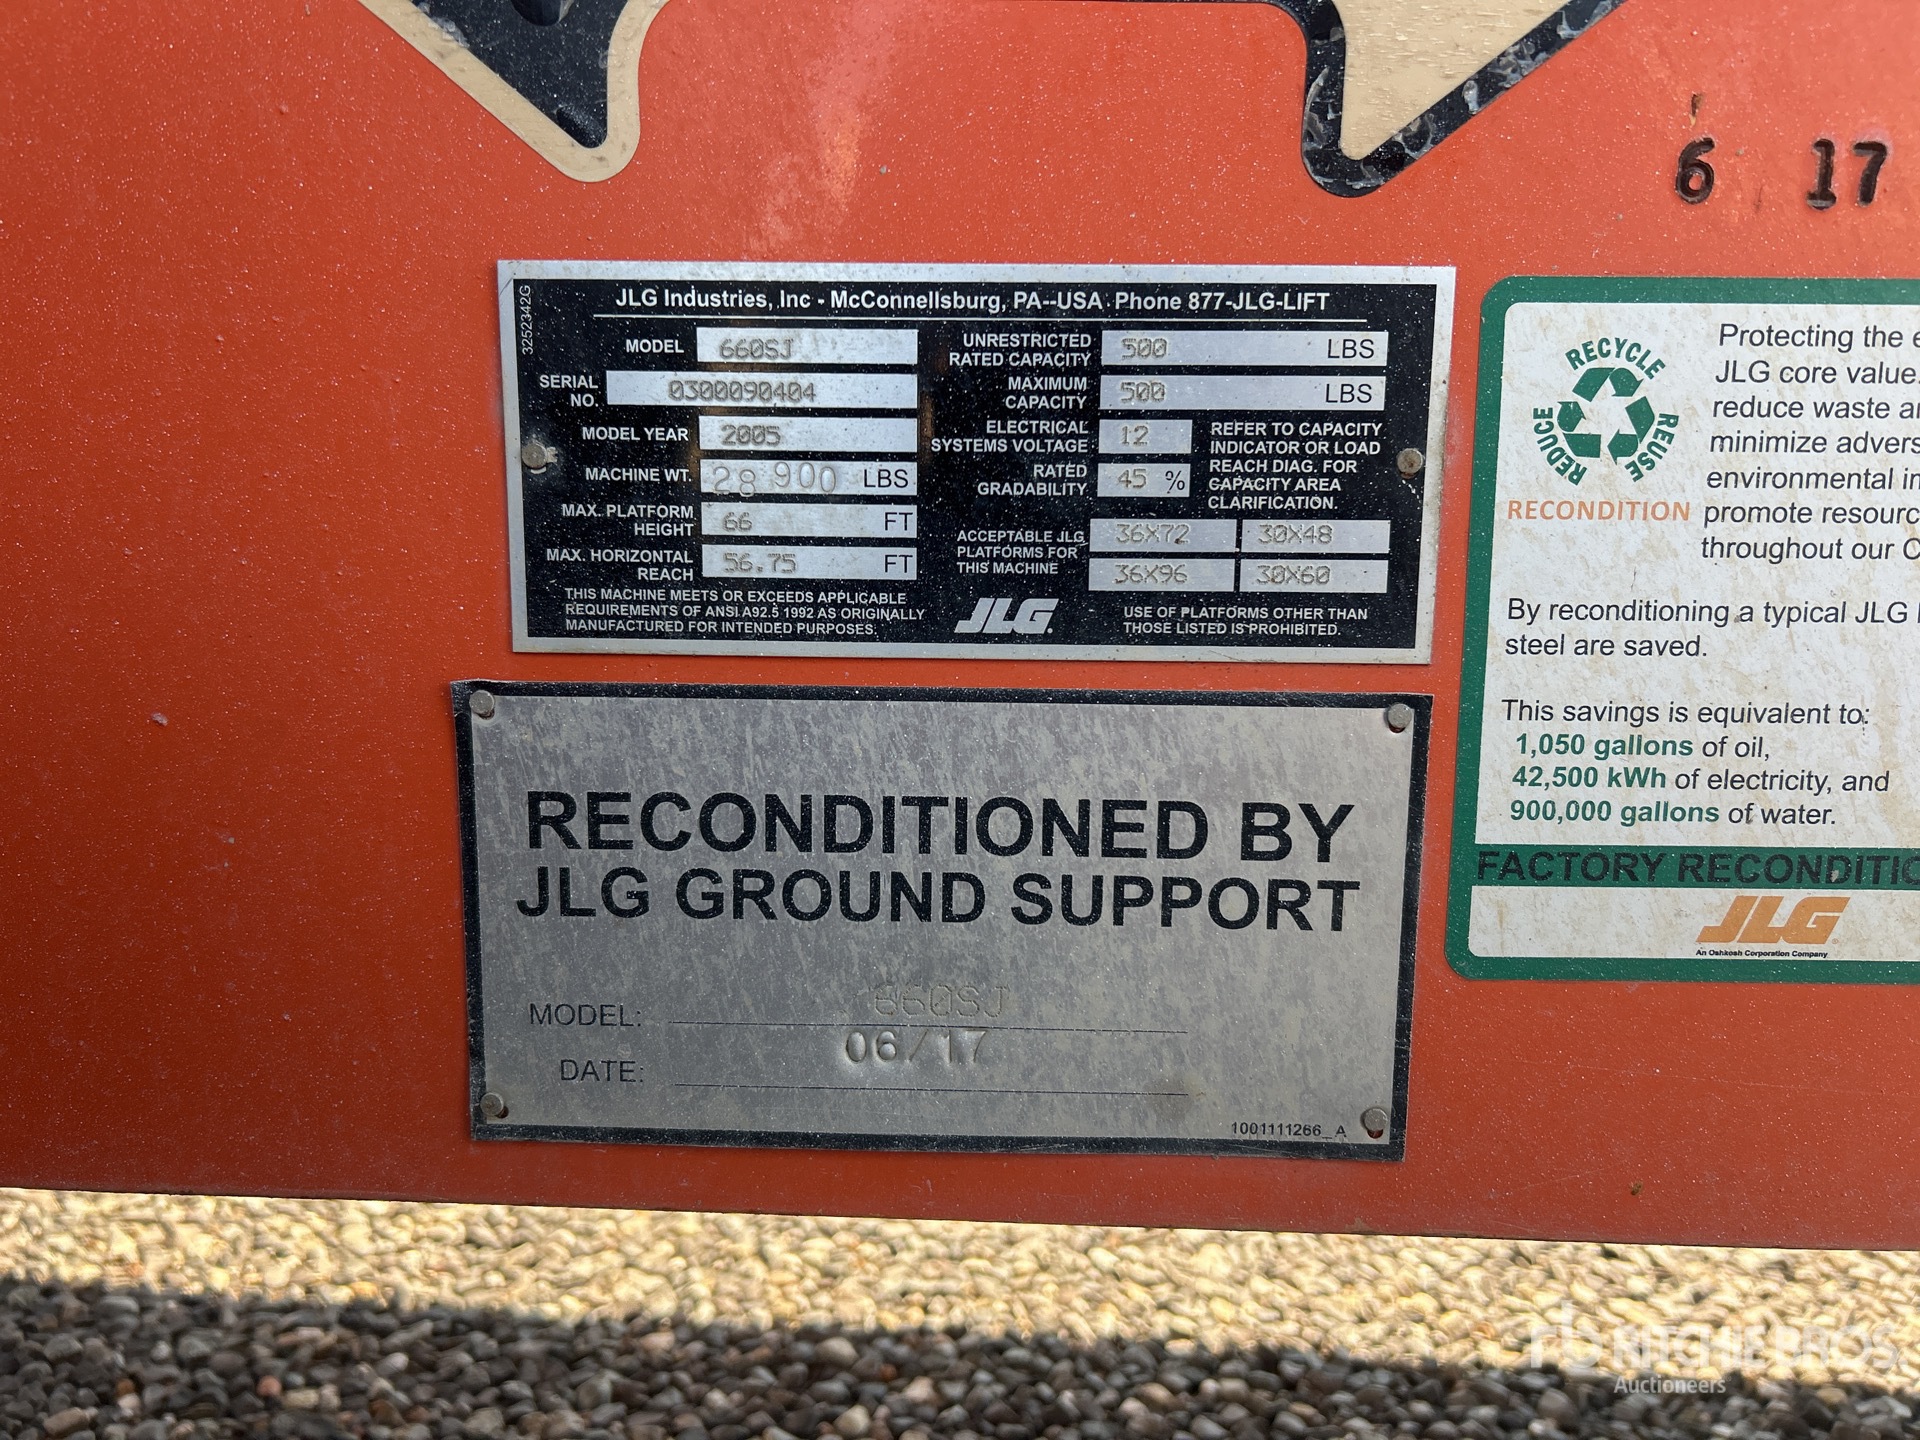 6 17
3252342G
JLG Industries, Inc - McConnellsburg, PA--USA Phone 877-JLG-LIFT
MODEL 660SJ
SERIAL NO. 0300090404
MODEL YEAR 2005
MACHINE WT. 28 900 LBS
MAX. PLATFORM HEIGHT 66 FT
MAX. HORIZONTAL REACH 56.75 FT
THIS MACHINE MEETS OR EXCEEDS APPLICABLE
REQUIREMENTS OF ANSI A92.5 1992 AS ORIGINALLY
MANUFACTURED FOR INTENDED PURPOSES.
UNRESTRICTED RATED CAPACITY 500 LBS
MAXIMUM CAPACITY 500 LBS
ELECTRICAL SYSTEMS VOLTAGE 12
RATED GRADABILITY 45 %
REFER TO CAPACITY
INDICATOR OR LOAD
REACH DIAG. FOR
CAPACITY AREA
CLARIFICATION.
ACCEPTABLE JLG
PLATFORMS FOR
THIS MACHINE
36X72 30X48
36X96 30X60
JLG
USE OF PLATFORMS OTHER THAN
THOSE LISTED IS PROHIBITED.
RECONDITIONED BY
JLG GROUND SUPPORT
MODEL: 660SJ
DATE: 06/17
1001111266_A
RECYCLE
REUSE
REDUCE
RECONDITION
Protecting the
JLG core value.
reduce waste
minimize
environmental
promote
throughout our
By reconditioning a typical JLG
steel are saved.
This savings is equivalent to:
1,050 gallons of oil,
42,500 kWh of electricity, and
900,000 gallons of water.
FACTORY
JLG
An Oshkosh Corporation Company
rb RITCHIE BROS.
Auctioneers